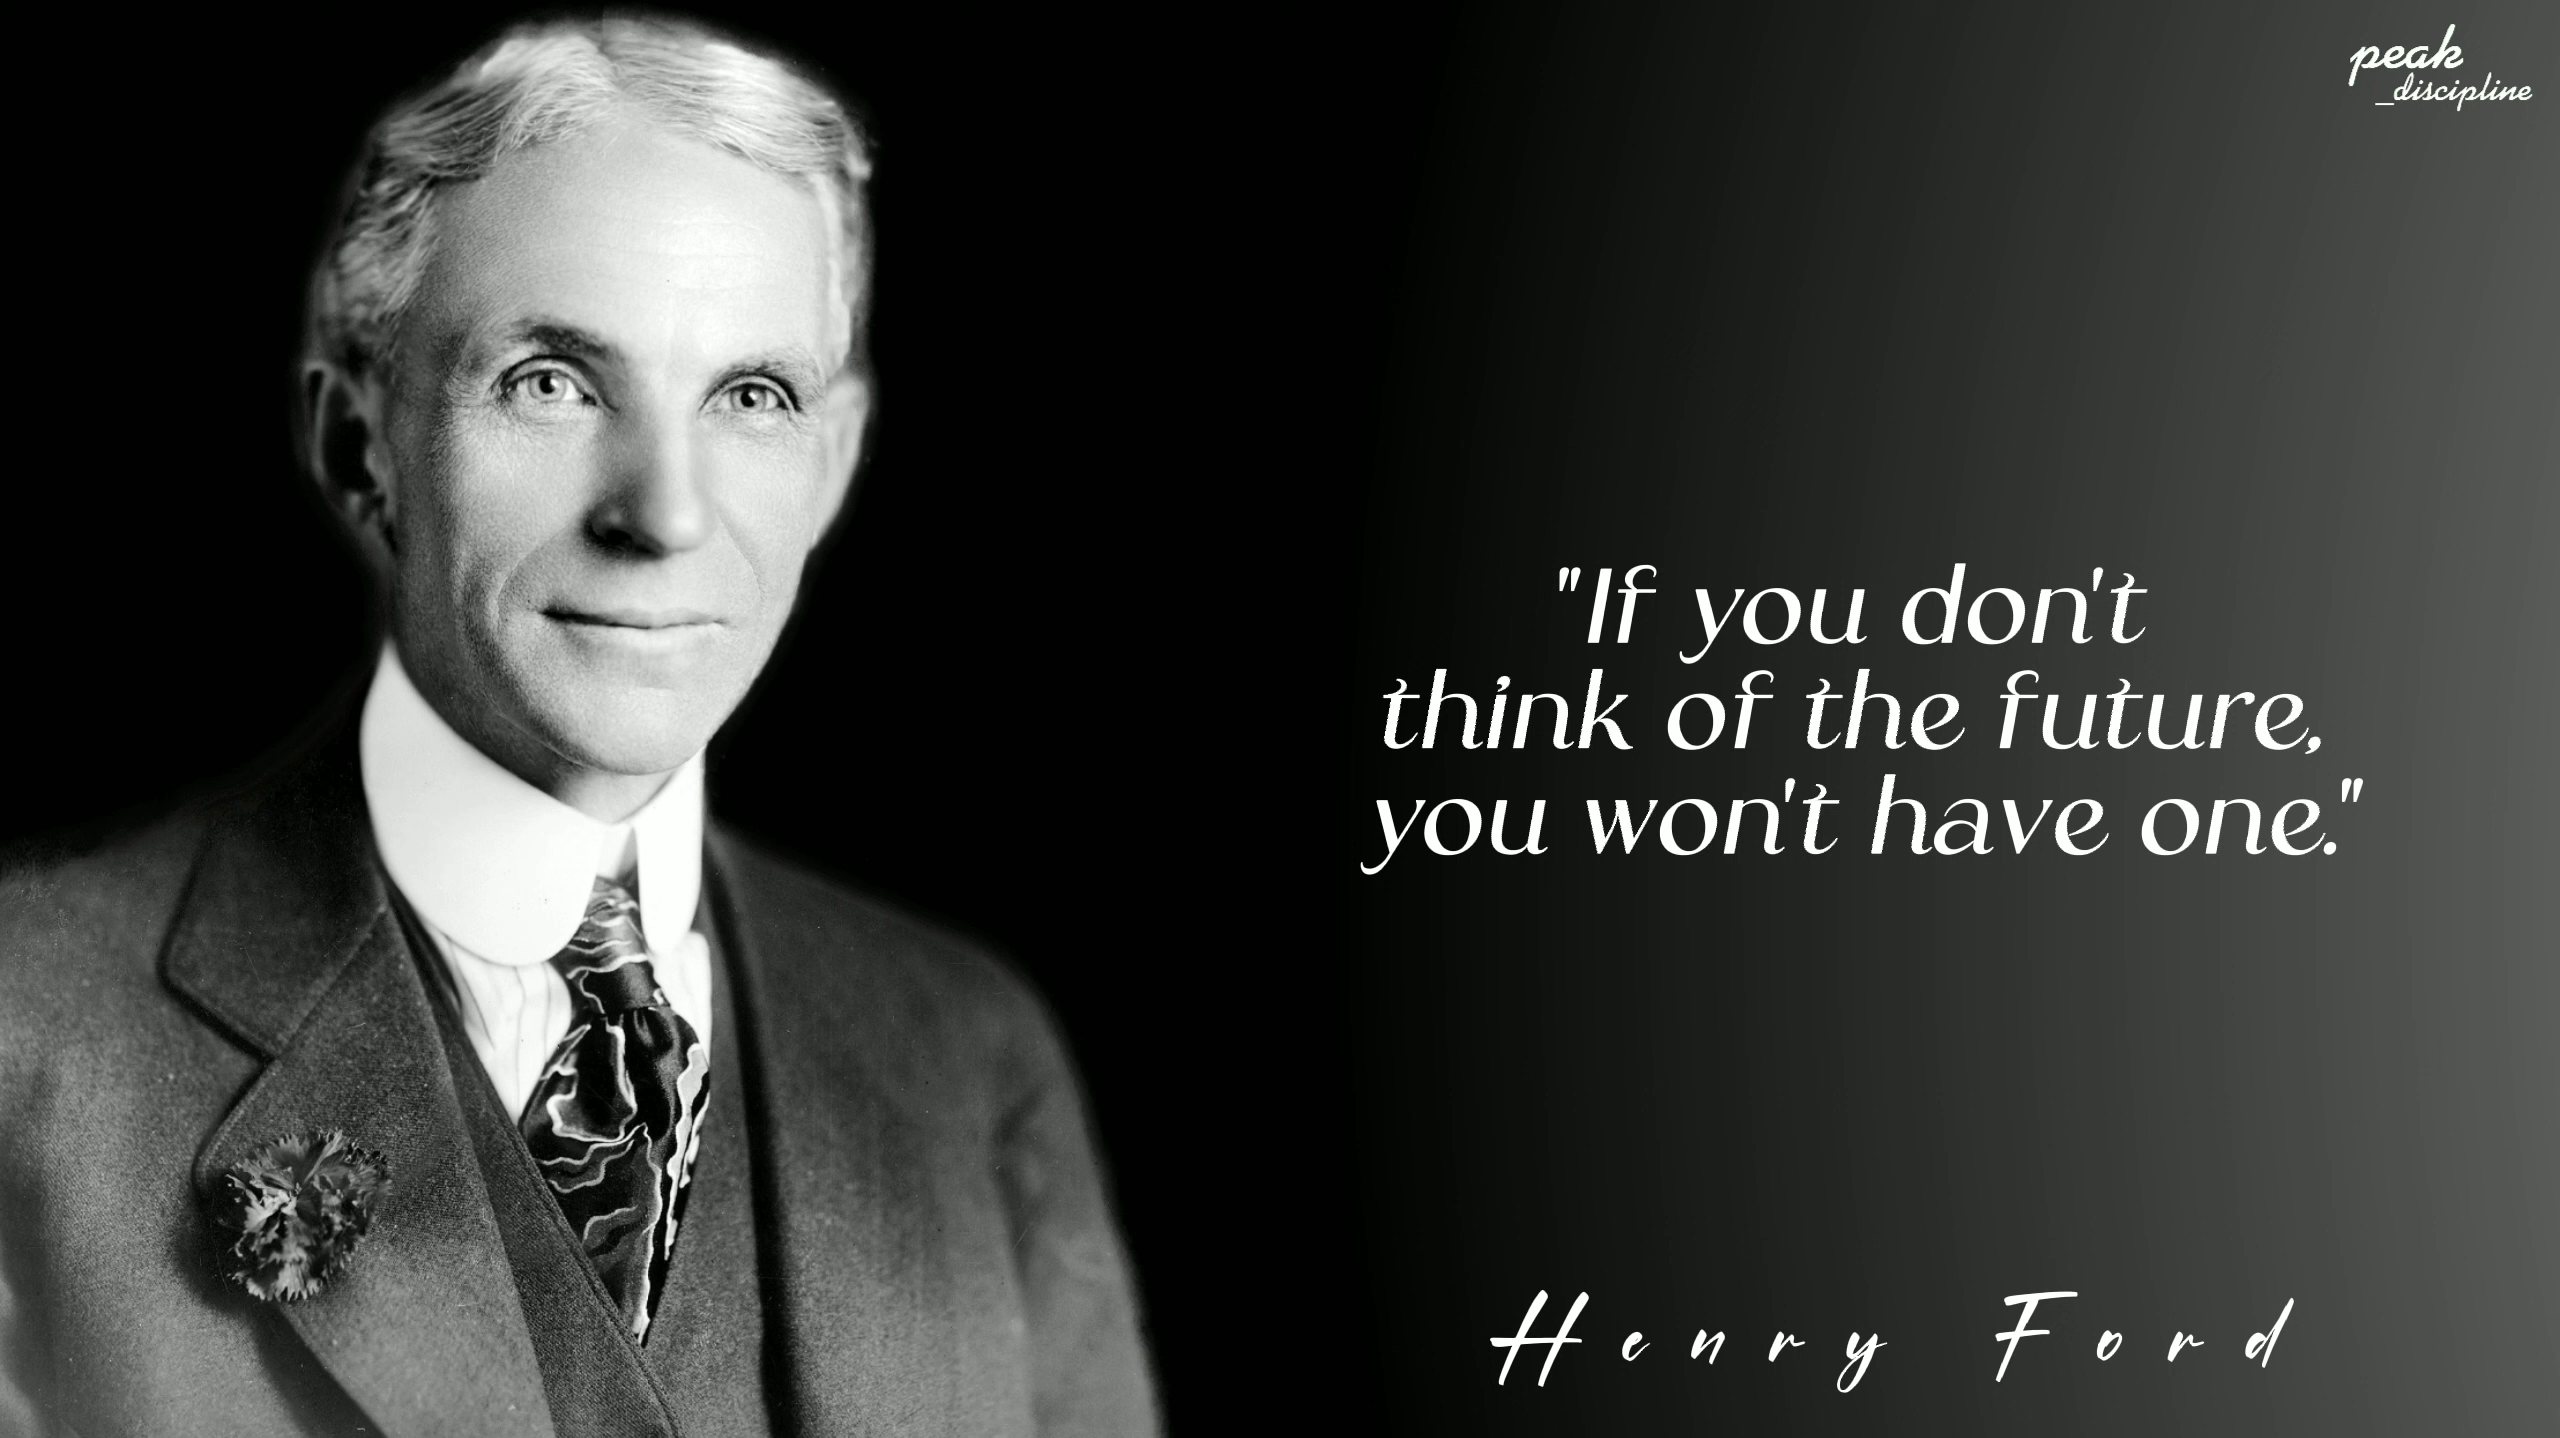 peak
_discipline
"If you don't
think of the future,
you won't have one."
Henry Ford